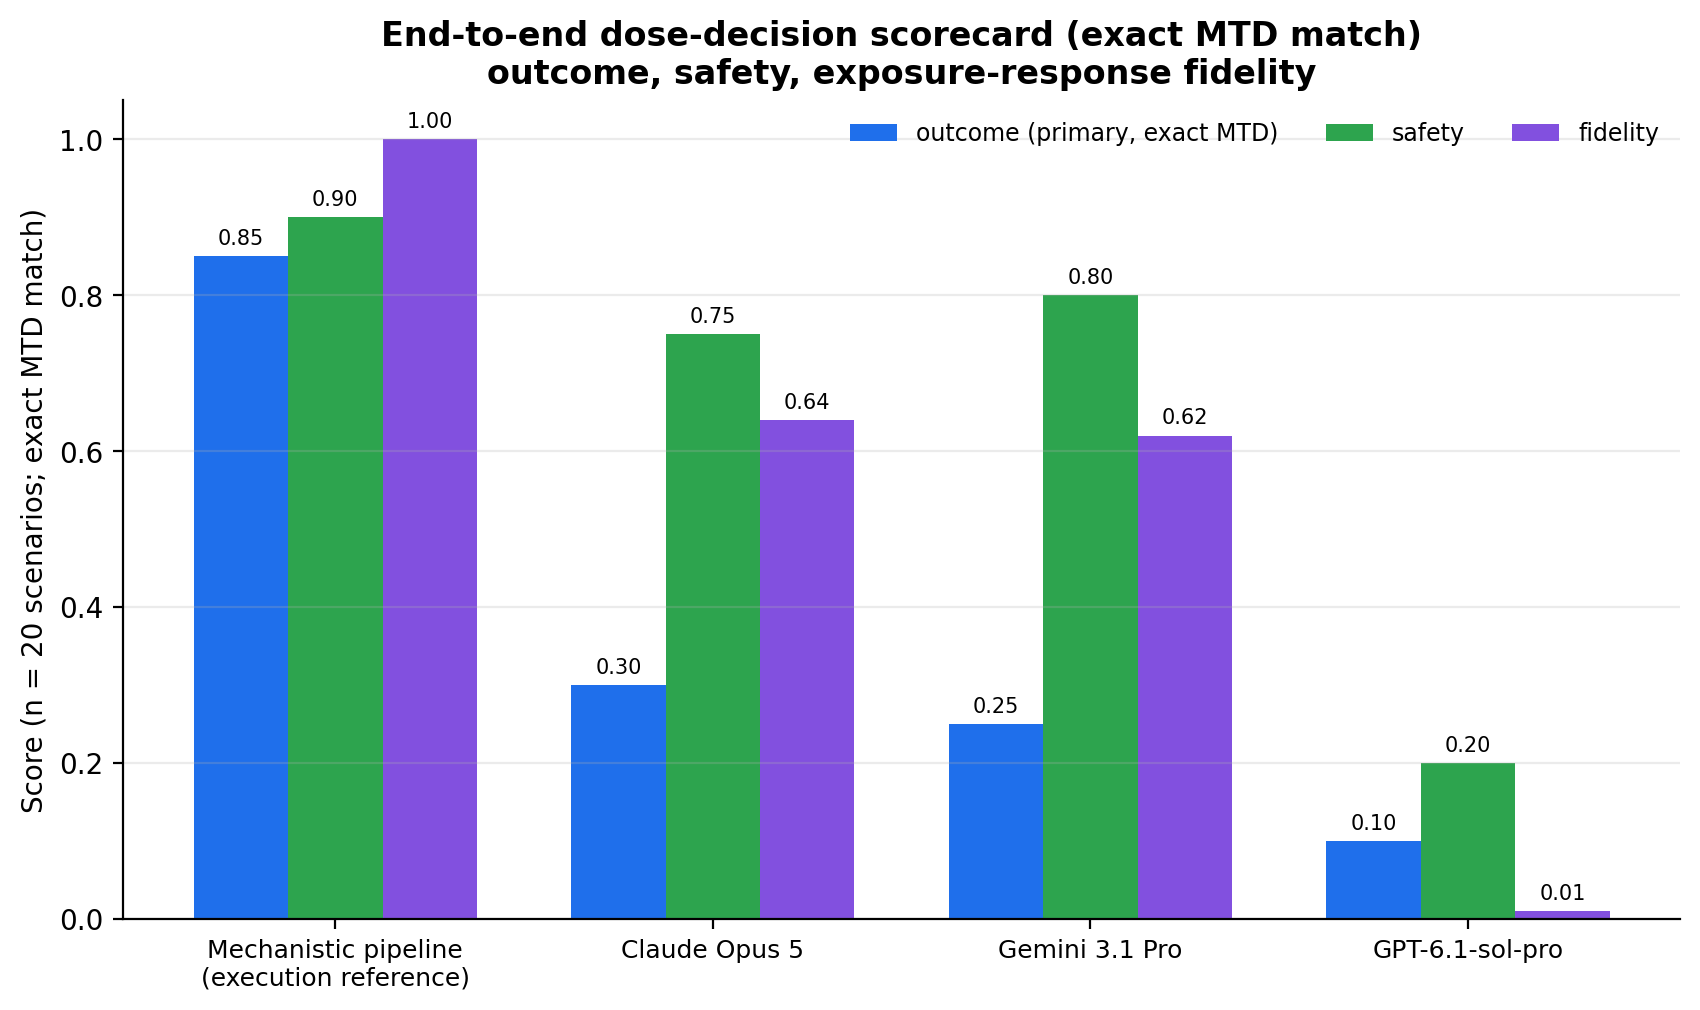 End-to-end dose-decision scorecard (exact MTD match)
outcome, safety, exposure-response fidelity
outcome (primary, exact MTD)
safety
fidelity
Score (n = 20 scenarios; exact MTD match)
1.0
0.8
0.6
0.4
0.2
0.0
0.85
0.90
1.00
0.30
0.75
0.64
0.25
0.80
0.62
0.10
0.20
0.01
Mechanistic pipeline
(execution reference)
Claude Opus 5
Gemini 3.1 Pro
GPT-6.1-sol-pro